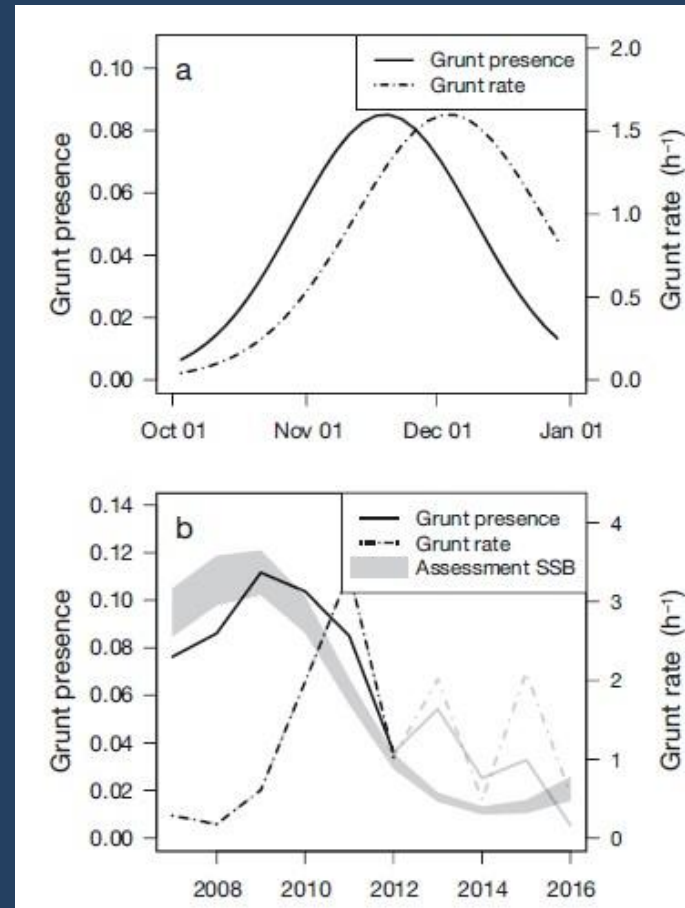 a
Grunt presence
Grunt rate
0.10
0.08
0.06
0.04
0.02
0.00
Grunt presence
2.0
1.5
1.0
0.5
0.0
Grunt rate (h⁻¹)
Oct 01
Nov 01
Dec 01
Jan 01
b
Grunt presence
Grunt rate
Assessment SSB
0.14
0.12
0.10
0.08
0.06
0.04
0.02
0.00
Grunt presence
4
3
2
1
0
Grunt rate (h⁻¹)
2008
2010
2012
2014
2016